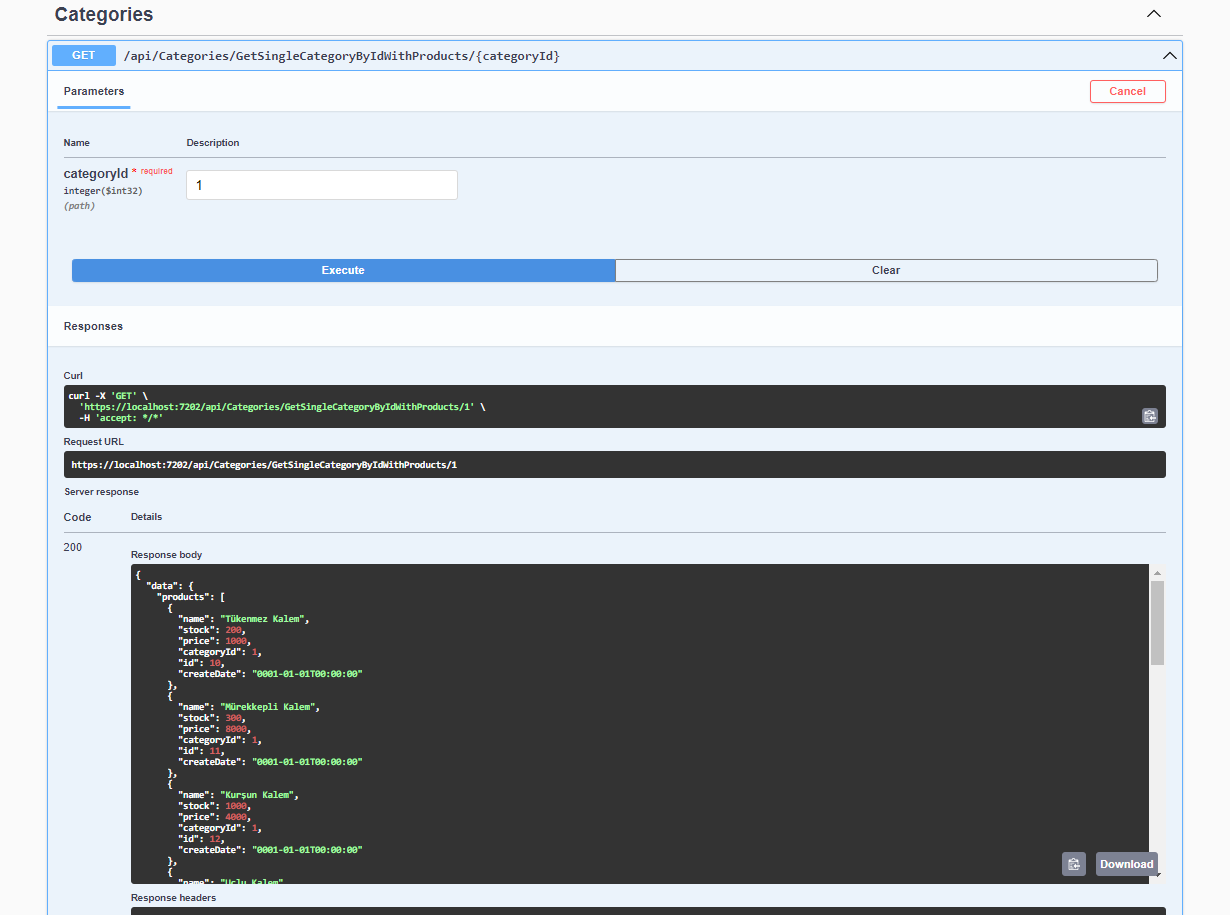 Categories
GET /api/Categories/GetSingleCategoryByIdWithProducts/{categoryId}
Parameters
Cancel
Name Description
categoryId * required
integer($int32)
(path)
1
Execute Clear
Responses
Curl
curl -X 'GET' \
'https://localhost:7202/api/Categories/GetSingleCategoryByIdWithProducts/1' \
-H 'accept: */*'
Request URL
https://localhost:7202/api/Categories/GetSingleCategoryByIdWithProducts/1
Server response
Code Details
200
Response body
{
"data": {
"products": [
{
"name": "Tükenmez Kalem",
"stock": 200,
"price": 1000,
"categoryId": 1,
"id": 10,
"createDate": "0001-01-01T00:00:00"
},
{
"name": "Mürekkepli Kalem",
"stock": 300,
"price": 8000,
"categoryId": 1,
"id": 11,
"createDate": "0001-01-01T00:00:00"
},
{
"name": "Kurşun Kalem",
"stock": 1000,
"price": 4000,
"categoryId": 1,
"id": 12,
"createDate": "0001-01-01T00:00:00"
},
{
"name": "Uçlu Kalem"
Download
Response headers